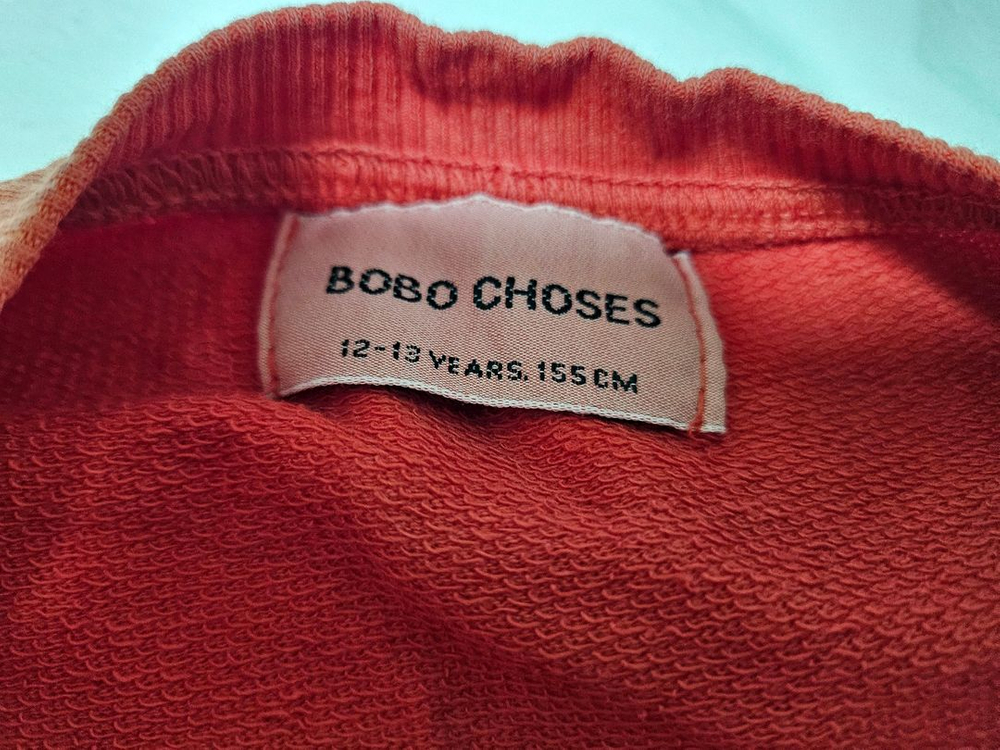 BOBO CHOSES
12-13 YEARS. 155 CM